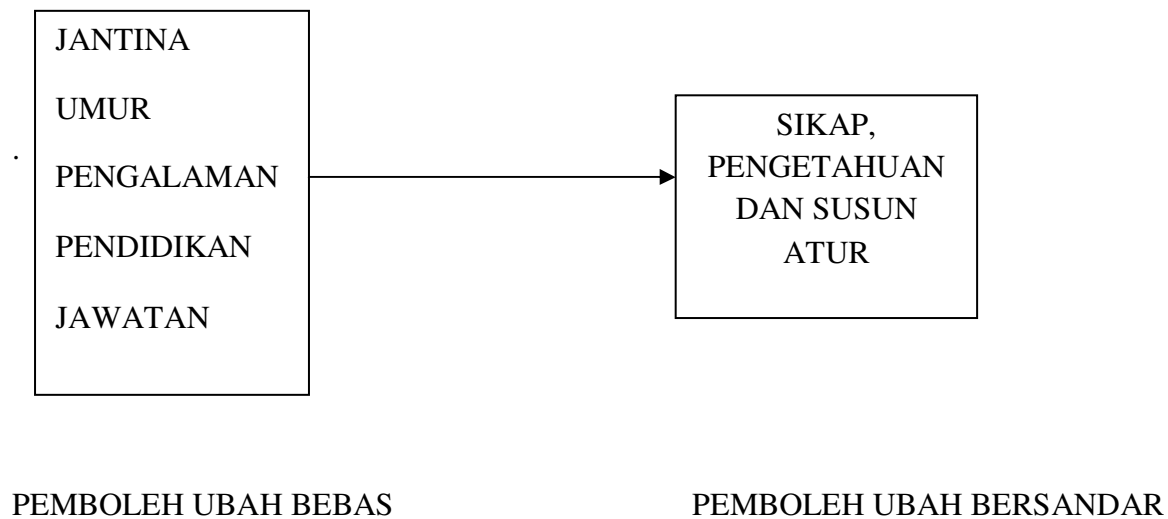 JANTINA
UMUR
.
PENGALAMAN
PENDIDIKAN
JAWATAN
SIKAP,
PENGETAHUAN
DAN SUSUN
ATUR
PEMBOLEH UBAH BEBAS
PEMBOLEH UBAH BERSANDAR